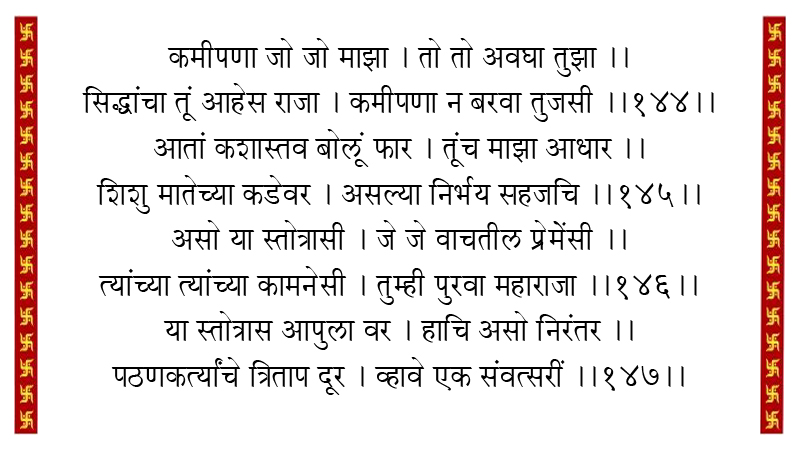 कमीपणा जो जो माझा । तो तो अवघा तुझा ।।
सिद्धांचा तूं आहेस राजा । कमीपणा न बरवा तुजसी ।।१४४।।
आतां कशास्तव बोलूं फार । तूंच माझा आधार ।।
शिशु मातेच्या कडेवर । असल्या निर्भय सहजचि ।।१४५।।
असो या स्तोत्रासी । जे जे वाचतील प्रेमेंसी ।।
त्यांच्या त्यांच्या कामनेसी । तुम्ही पुरवा महाराजा ।।१४६।।
या स्तोत्रास आपुला वर । हाचि असो निरंतर ।।
पठणकर्त्यांचे त्रिताप दूर । व्हावे एक संवत्सरीं ।।१४७।।